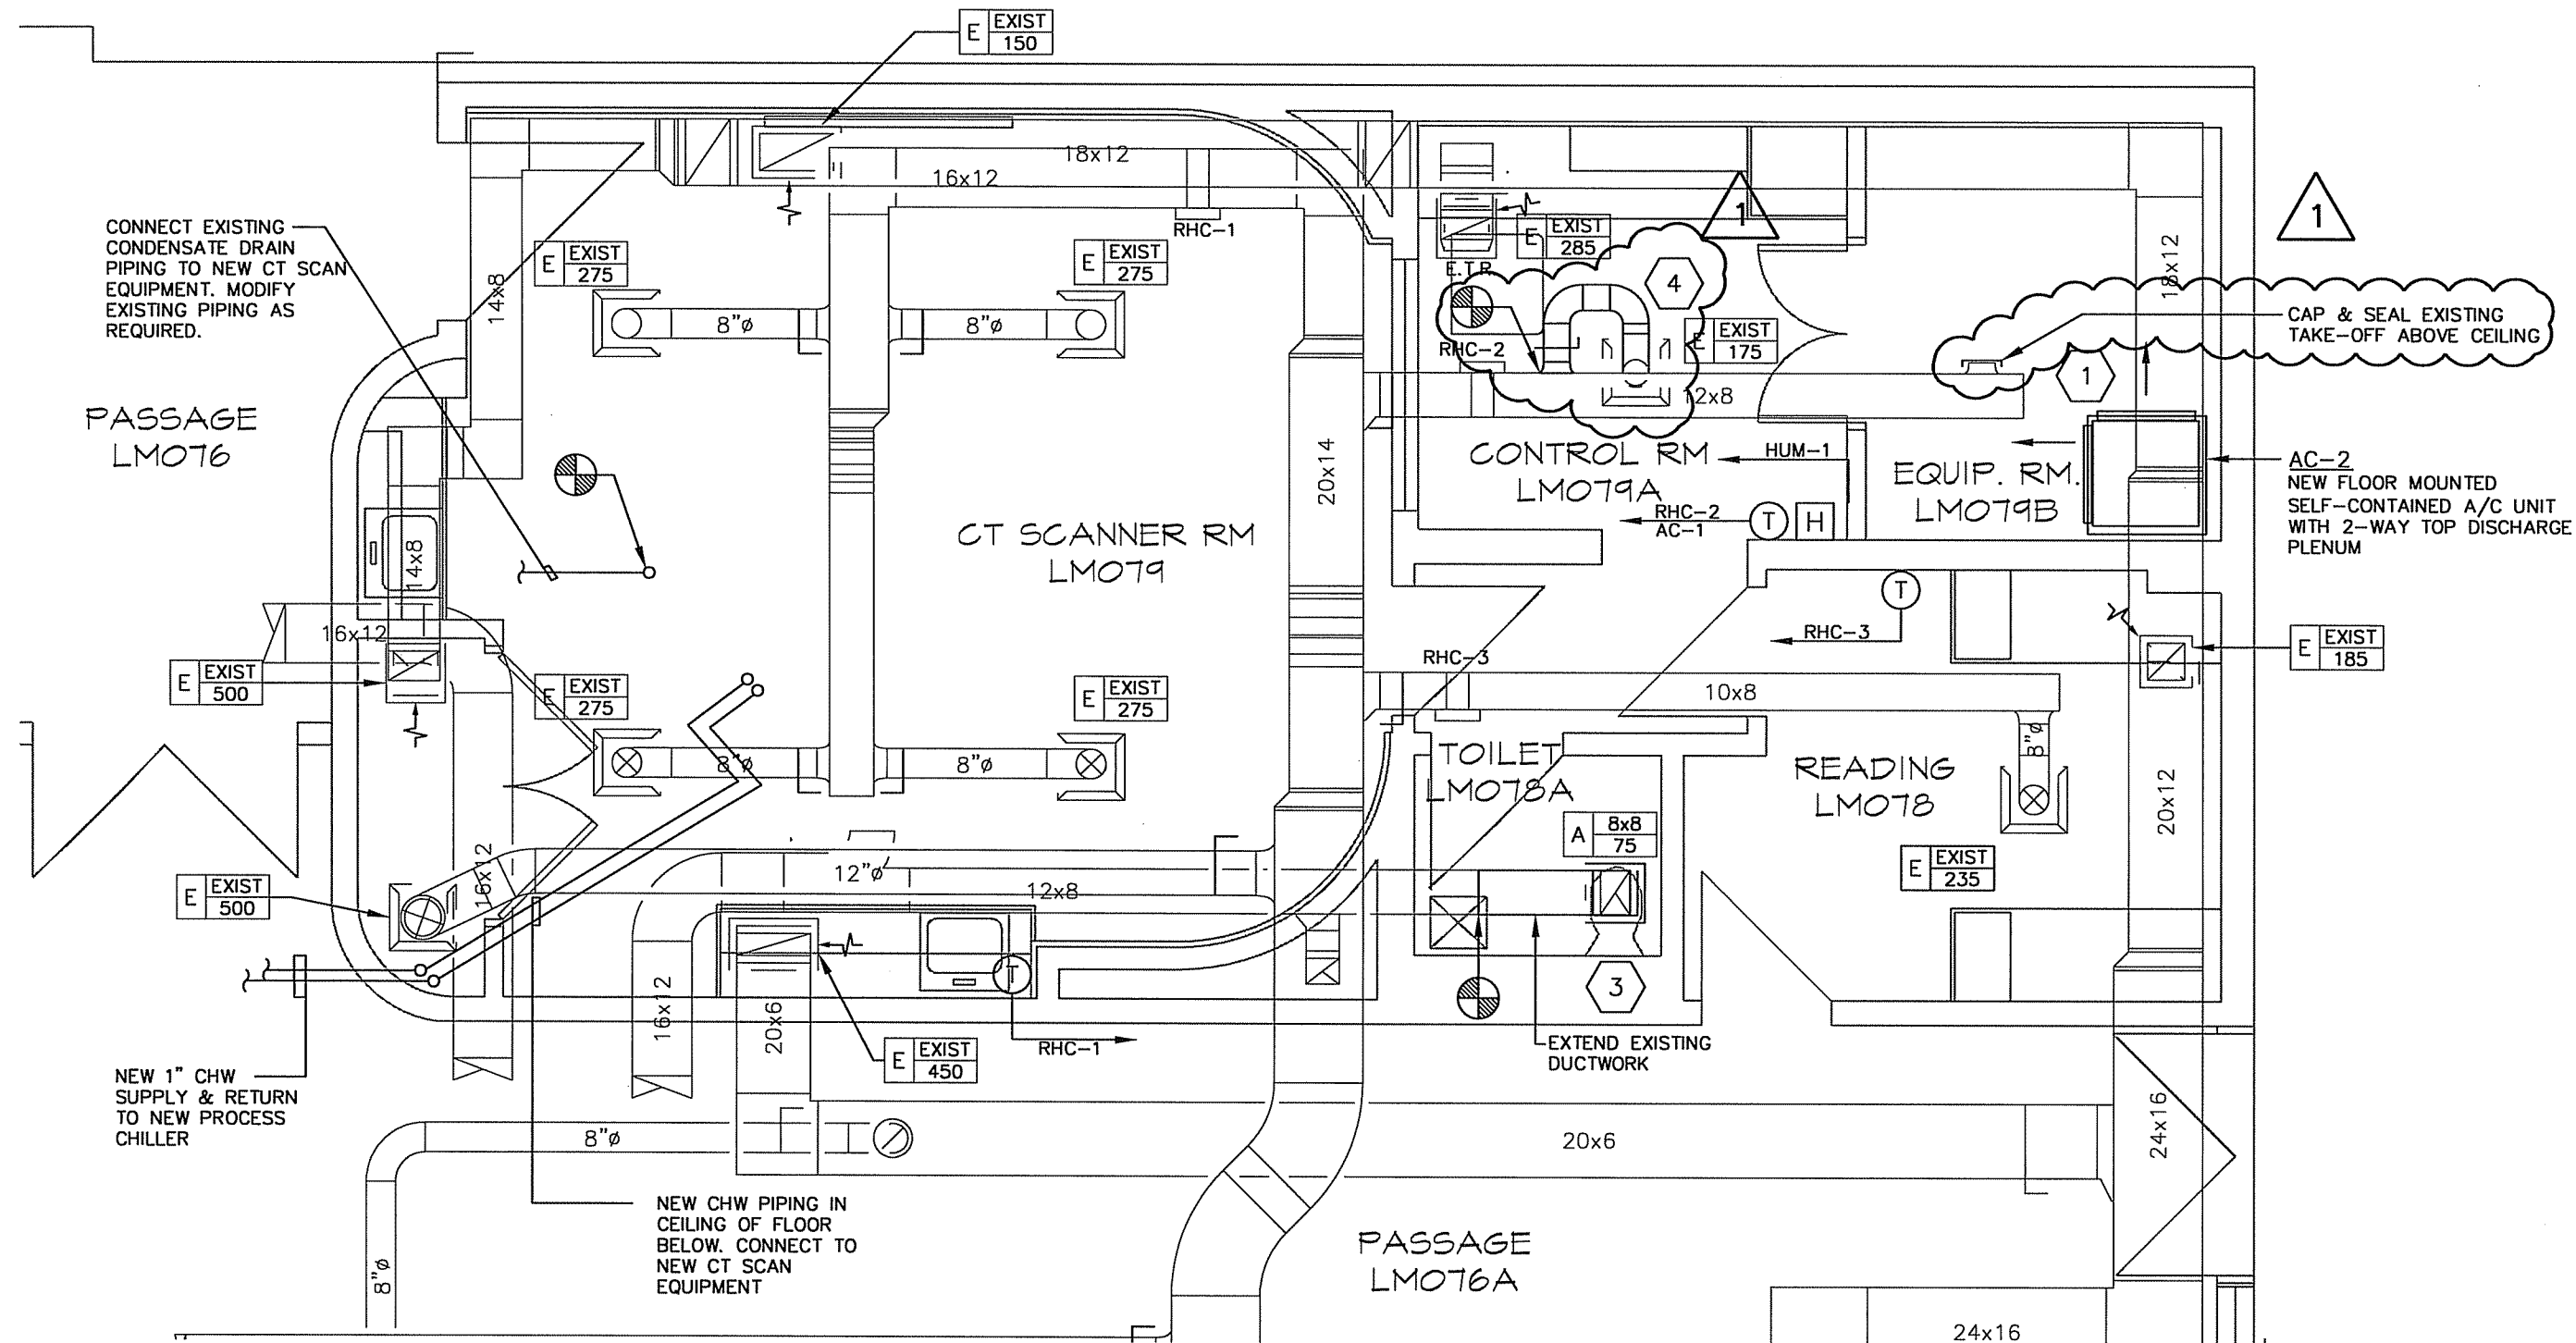 E EXIST
150
18x12
16x12
RHC-1
CONNECT EXISTING
CONDENSATE DRAIN
PIPING TO NEW CT SCAN
EQUIPMENT. MODIFY
EXISTING PIPING AS
REQUIRED.
E EXIST
275
E EXIST
275
14x8
8"ø
8"ø
E EXIST
285
E.T.R.
1
4
1
18x12
CAP & SEAL EXISTING
TAKE-OFF ABOVE CEILING
RHC-2
E EXIST
175
12x8
1
PASSAGE
LM076
CONTROL RM
LM079A
HUM-1
EQUIP. RM.
LM079B
AC-2
NEW FLOOR MOUNTED
SELF-CONTAINED A/C UNIT
WITH 2-WAY TOP DISCHARGE
PLENUM
20x14
RHC-2
AC-1
T
H
CT SCANNER RM
LM079
14x8
16x12
T
RHC-3
E EXIST
185
E EXIST
500
E EXIST
275
E EXIST
275
RHC-3
10x8
8"ø
8"ø
8"ø
TOILET
LM078A
READING
LM078
20x12
A 8x8
75
E EXIST
235
16x12
12"ø
12x8
E EXIST
500
T
3
16x12
20x6
E EXIST
450
RHC-1
EXTEND EXISTING
DUCTWORK
NEW 1" CHW
SUPPLY & RETURN
TO NEW PROCESS
CHILLER
8"ø
20x6
24x16
NEW CHW PIPING IN
CEILING OF FLOOR
BELOW. CONNECT TO
NEW CT SCAN
EQUIPMENT
8"ø
PASSAGE
LM076A
24x16